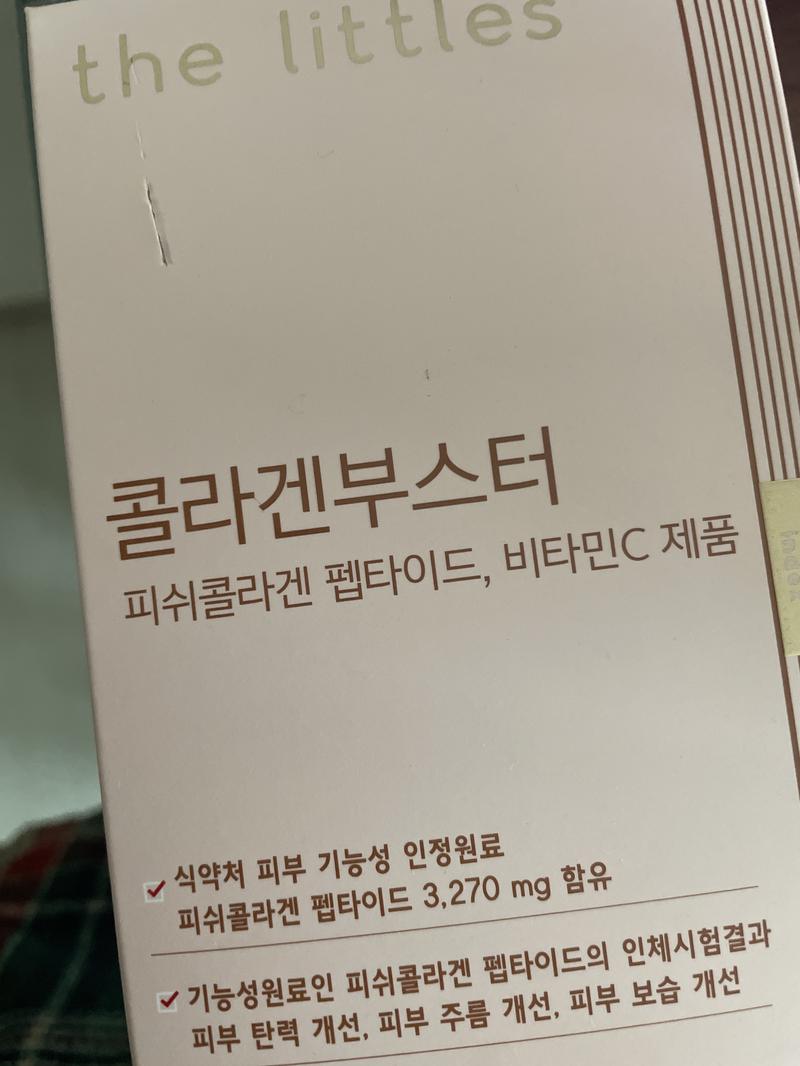 the littles
콜라겐부스터
피쉬콜라겐 펩타이드, 비타민C 제품
식약처 피부 기능성 인정원료
피쉬콜라겐 펩타이드 3,270 mg 함유
기능성원료인 피쉬콜라겐 펩타이드의 인체시험결과
피부 탄력 개선, 피부 주름 개선, 피부 보습 개선